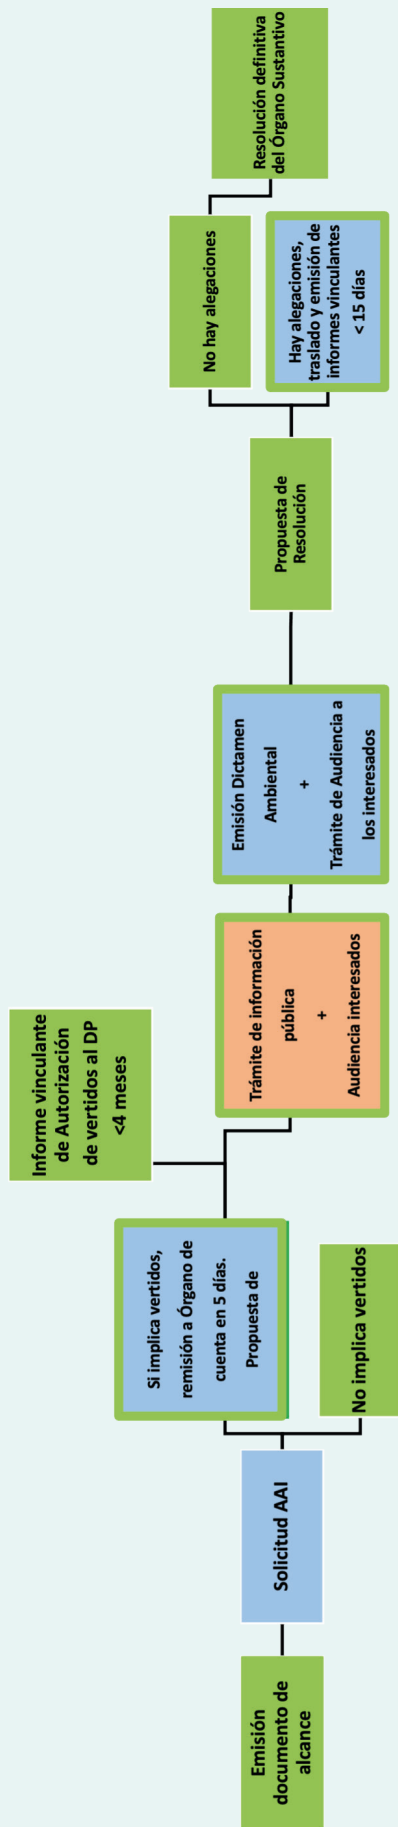 Emisión
documento de
alcance
Solicitud AAI
Si implica vertidos,
remisión a Órgano de
cuenta en 5 días.
Propuesta de
No implica vertidos
Informe vinculante
de Autorización
de vertidos al DP
<4 meses
Trámite de información
pública
+
Audiencia interesados
Emisión Dictamen
Ambiental
+
Trámite de Audiencia a
los interesados
Propuesta de
Resolución
No hay alegaciones
Hay alegaciones,
traslado y emisión de
informes vinculantes
< 15 días
Resolución definitiva
del Órgano Sustantivo